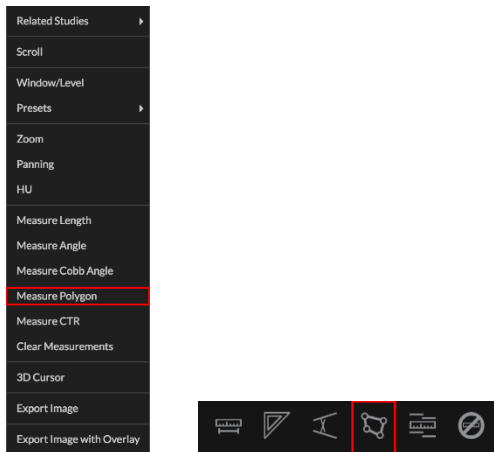 Related Studies
Scroll
Window/Level
Presets
Zoom
Panning
HU
Measure Length
Measure Angle
Measure Cobb Angle
Measure Polygon
Measure CTR
Clear Measurements
3D Cursor
Export Image
Export Image with Overlay